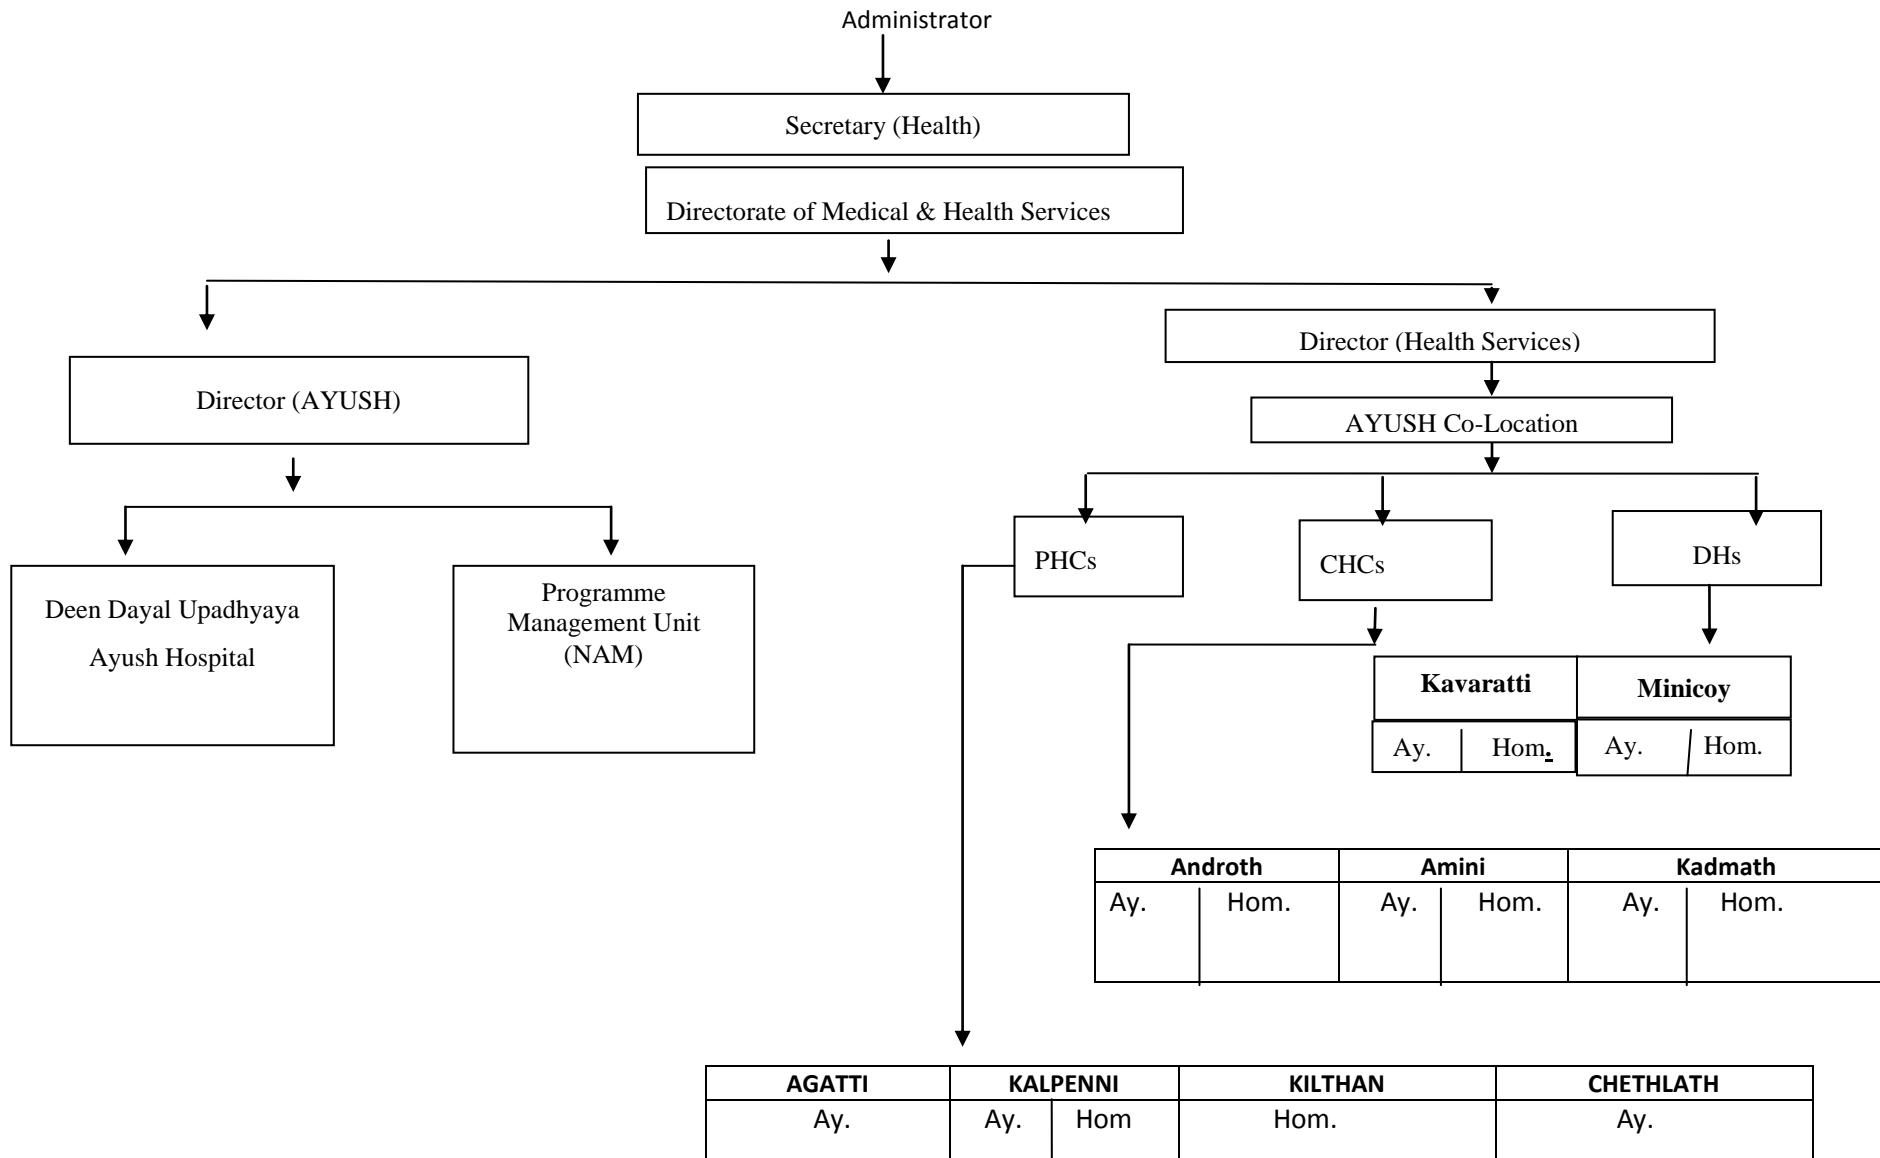 Administrator
Secretary (Health)
Directorate of Medical & Health Services
Director (Health Services)
Director (AYUSH)
AYUSH Co-Location
PHCs
CHCs
DHs
Deen Dayal Upadhyaya
Ayush Hospital
Programme
Management Unit
(NAM)
Kavaratti Minicoy
Ay. Hom. Ay. Hom.
Androth Amini Kadmath
Ay. Hom. Ay. Hom. Ay. Hom.
AGATTI KALPENNI KILTHAN CHETHLATH
Ay. Ay. Hom Hom. Ay.